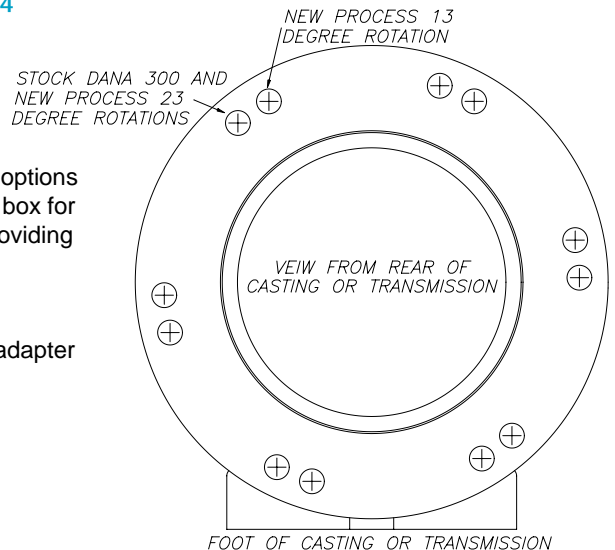 4
NEW PROCESS 13
DEGREE ROTATION
STOCK DANA 300 AND
NEW PROCESS 23
DEGREE ROTATIONS
options
box for
oviding
adapter
VEIW FROM REAR OF
CASTING OR TRANSMISSION
FOOT OF CASTING OR TRANSMISSION